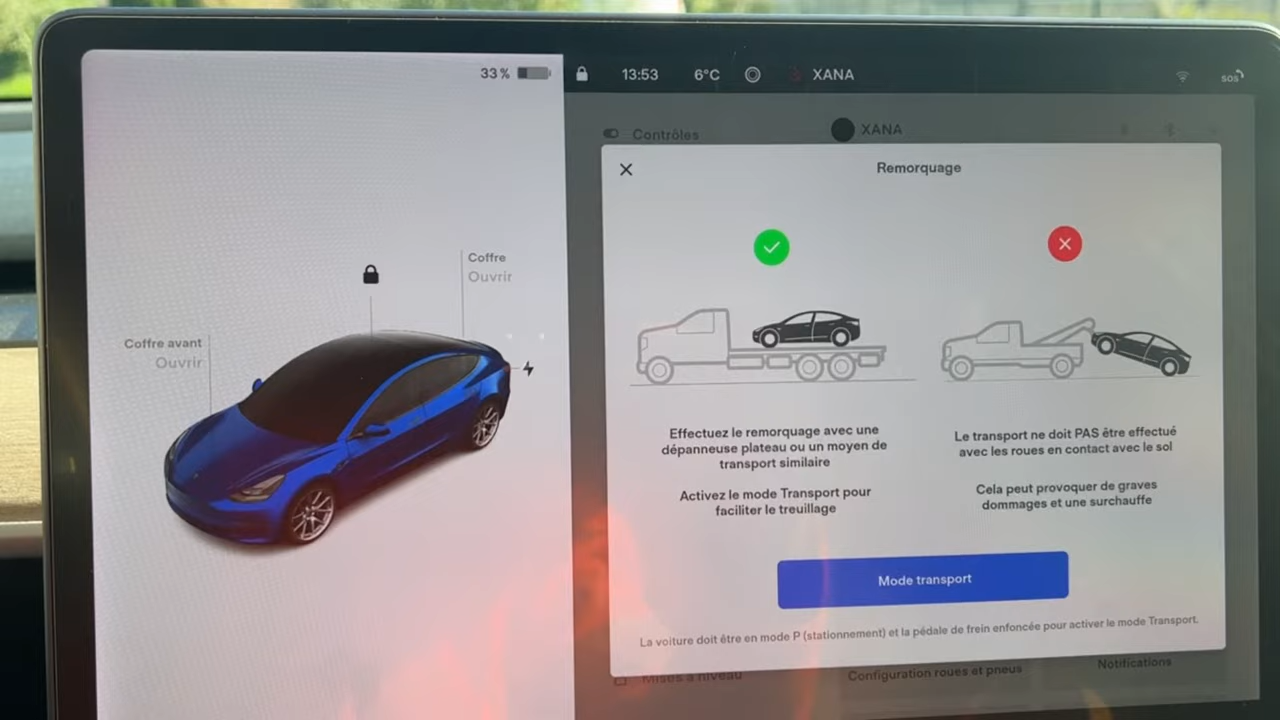 33 %
13:53
6°C
XANA
SOS
Contrôles
XANA
Remorquage
Coffre
Ouvrir
Coffre avant
Ouvrir
Effectuez le remorquage avec une
dépanneuse plateau ou un moyen de
transport similaire
Activez le mode Transport pour
faciliter le treuillage
Le transport ne doit PAS être effectué
avec les roues en contact avec le sol
Cela peut provoquer de graves
dommages et une surchauffe
Mode transport
La voiture doit être en mode P (stationnement) et la pédale de frein enfoncée pour activer le mode Transport.
Mises à niveau
Configuration roues et pneus
Notifications